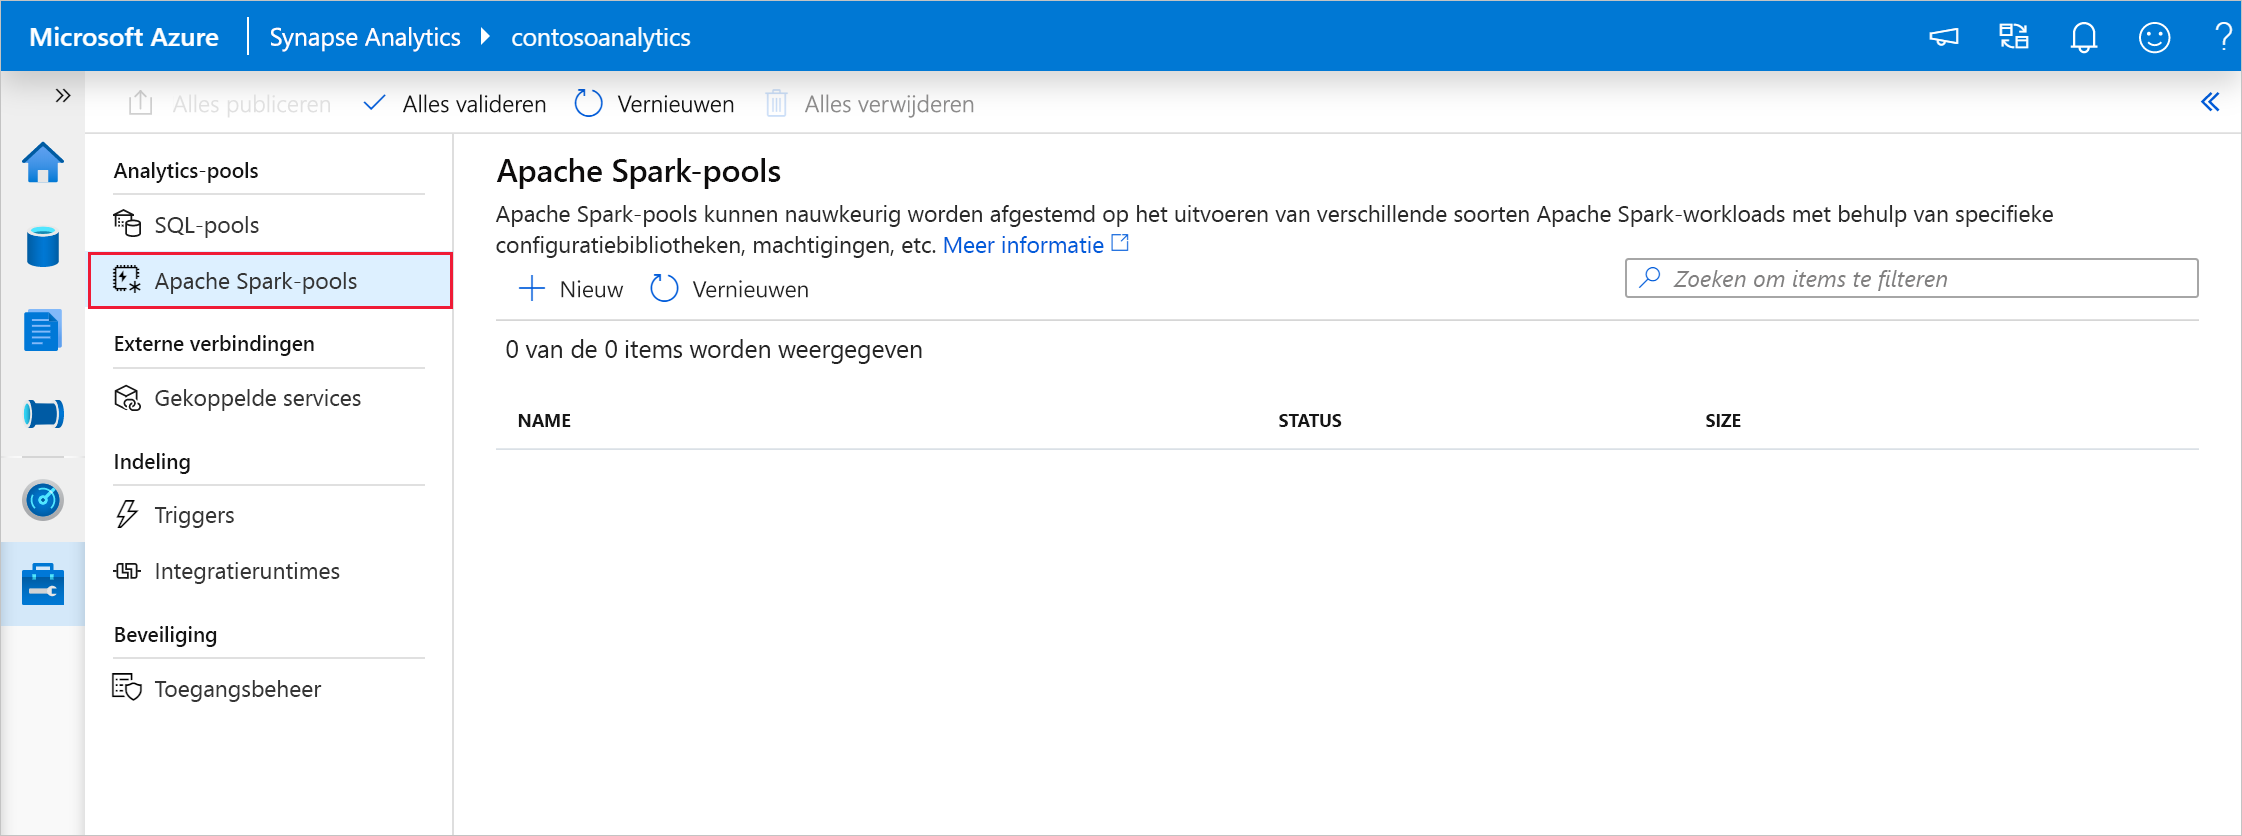 Microsoft Azure Synapse Analytics contosoanalytics
Alles publiceren Alles valideren Vernieuwen Alles verwijderen
Analytics-pools
SQL-pools
Apache Spark-pools
Externe verbindingen
Gekoppelde services
Indeling
Triggers
Integratieruntimes
Beveiliging
Toegangsbeheer
Apache Spark-pools
Apache Spark-pools kunnen nauwkeurig worden afgestemd op het uitvoeren van verschillende soorten Apache Spark-workloads met behulp van specifieke
configuratiebibliotheken, machtigingen, etc. Meer informatie
Nieuw Vernieuwen
Zoeken om items te filteren
0 van de 0 items worden weergegeven
NAME STATUS SIZE